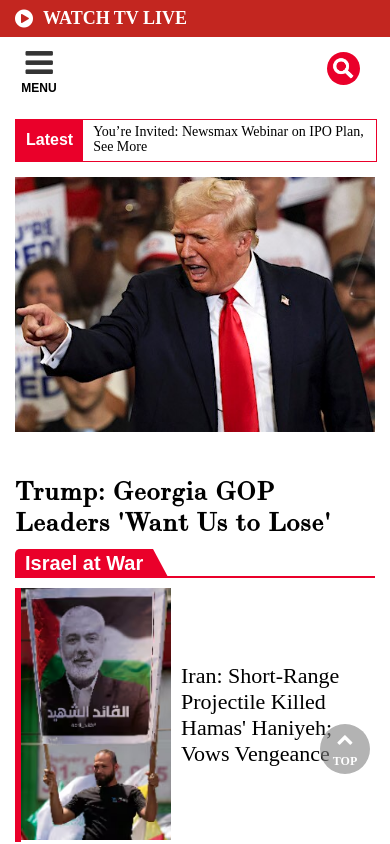 WATCH TV LIVE
MENU
Latest
You’re Invited: Newsmax Webinar on IPO Plan,
See More
Trump: Georgia GOP
Leaders 'Want Us to Lose'
Israel at War
القائد الشهيد
Iran: Short-Range
Projectile Killed
Hamas' Haniyeh;
Vows Vengeance
TOP